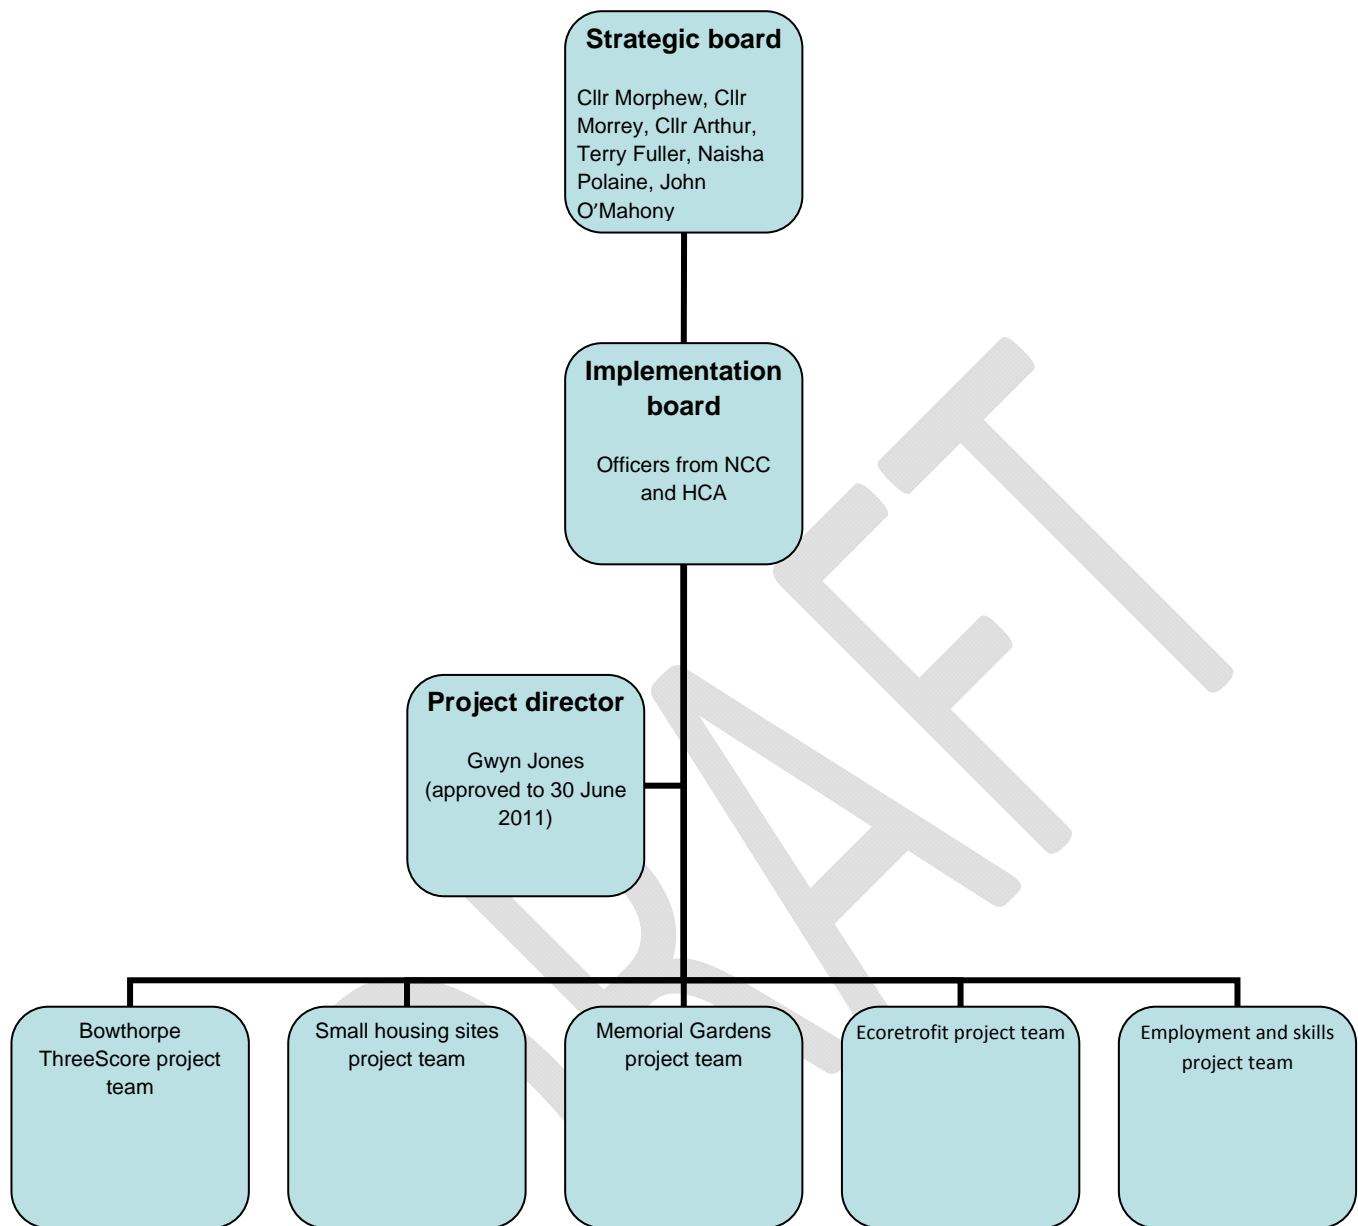 Strategic board
Cllr Morphew, Cllr
Morrey, Cllr Arthur,
Terry Fuller, Naisha
Polaine, John
O'Mahony
Implementation
board
Officers from NCC
and HCA
Project director
Gwyn Jones
(approved to 30 June
2011)
Bowthorpe
ThreeScore project
team
Small housing sites
project team
Memorial Gardens
project team
Ecoretrofit project team
Employment and skills
project team
DRAFT